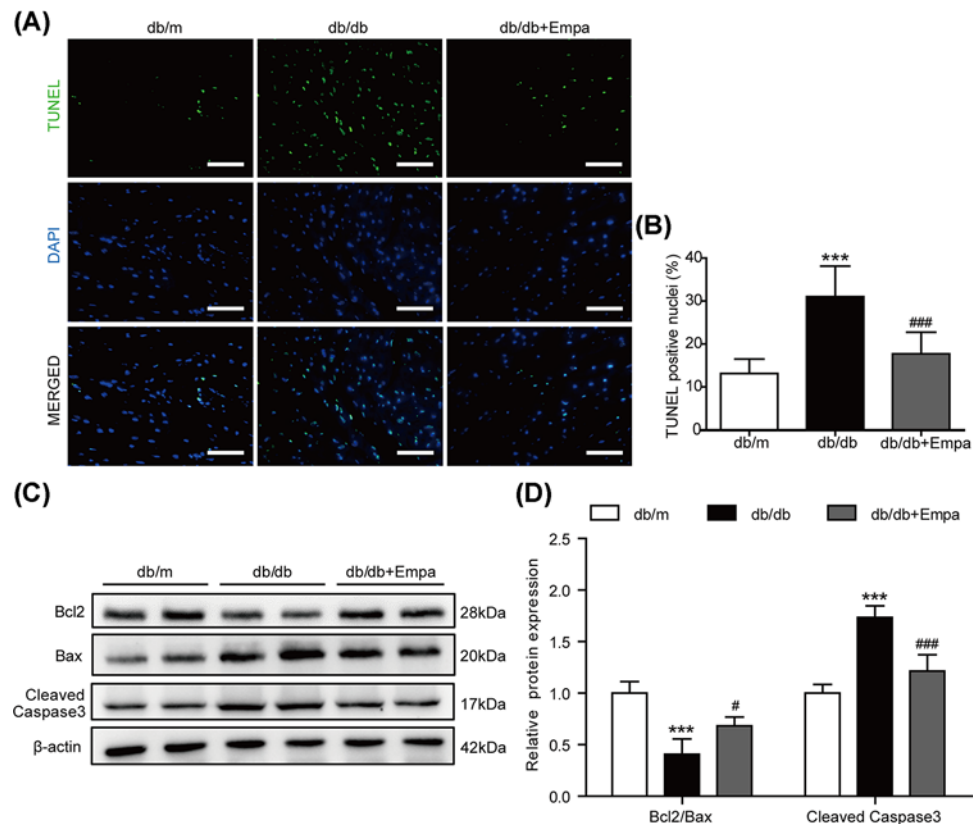 (A)
db/m db/db db/db+Empa
TUNEL
DAPI
MERGED
(B)
TUNEL positive nuclei (%)
40
30
20
10
0
***
###
db/m db/db db/db+Empa
(C)
db/m db/db db/db+Empa
Bcl2 28kDa
Bax 20kDa
Cleaved
Caspase3 17kDa
β-actin 42kDa
(D)
db/m db/db db/db+Empa
Relative protein expression
2.5
2.0
1.5
1.0
0.5
0.0
***
#
***
###
Bcl2/Bax Cleaved Caspase3